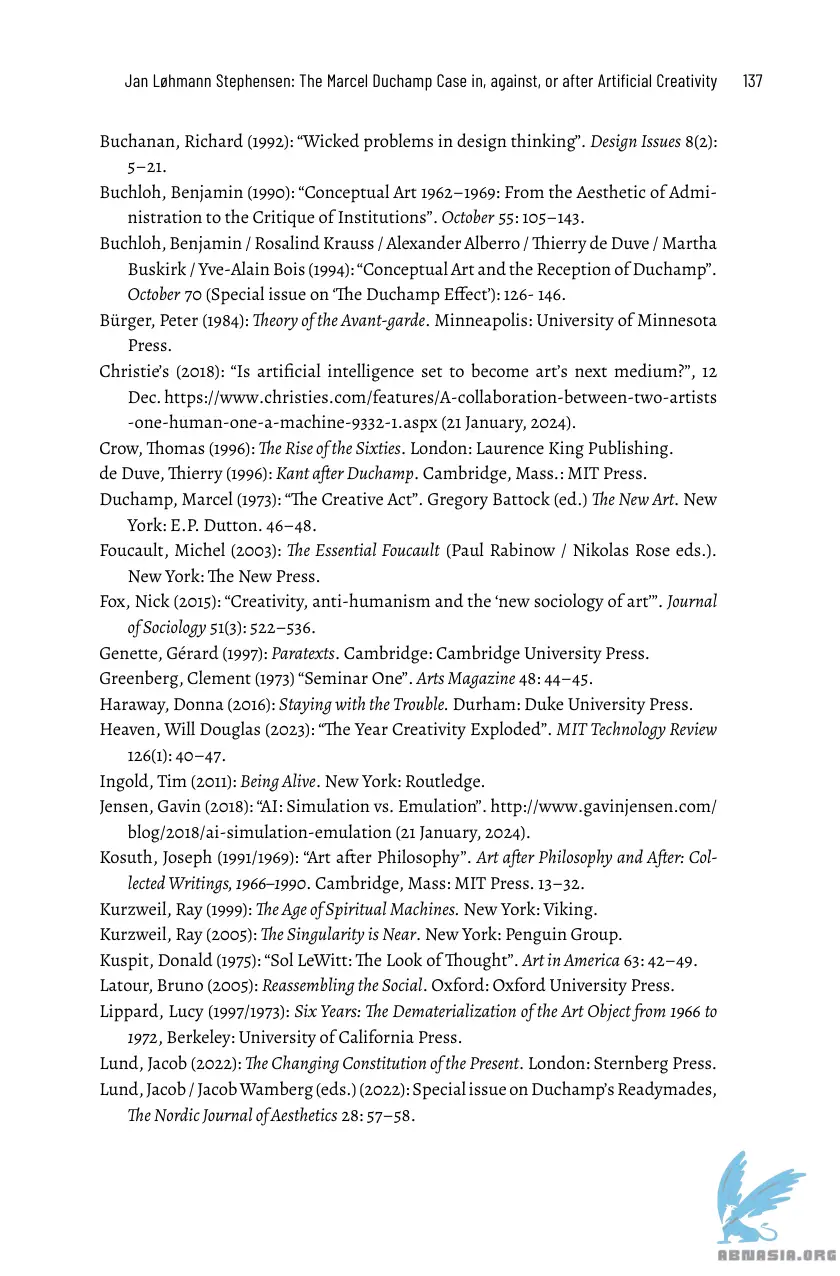 Jan Løhmann Stephensen: The Marcel Duchamp Case in, against, or after Artificial Creativity 137
Buchanan, Richard (1992): “Wicked problems in design thinking”. Design Issues 8(2):
5–21.
Buchloh, Benjamin (1990): “Conceptual Art 1962–1969: From the Aesthetic of Admi-
nistration to the Critique of Institutions”. October 55: 105–143.
Buchloh, Benjamin / Rosalind Krauss / Alexander Alberro / Thierry de Duve / Martha
Buskirk / Yve-Alain Bois (1994): “Conceptual Art and the Reception of Duchamp”.
October 70 (Special issue on ‘The Duchamp Effect’): 126- 146.
Bürger, Peter (1984): Theory of the Avant-garde. Minneapolis: University of Minnesota
Press.
Christie’s (2018): “Is artificial intelligence set to become art’s next medium?”, 12
Dec. https://www.christies.com/features/A-collaboration-between-two-artists
-one-human-one-a-machine-9332-1.aspx (21 January, 2024).
Crow, Thomas (1996): The Rise of the Sixties. London: Laurence King Publishing.
de Duve, Thierry (1996): Kant after Duchamp. Cambridge, Mass.: MIT Press.
Duchamp, Marcel (1973): “The Creative Act”. Gregory Battock (ed.) The New Art. New
York: E.P. Dutton. 46–48.
Foucault, Michel (2003): The Essential Foucault (Paul Rabinow / Nikolas Rose eds.).
New York: The New Press.
Fox, Nick (2015): “Creativity, anti-humanism and the ‘new sociology of art’”. Journal
of Sociology 51(3): 522–536.
Genette, Gérard (1997): Paratexts. Cambridge: Cambridge University Press.
Greenberg, Clement (1973) “Seminar One”. Arts Magazine 48: 44–45.
Haraway, Donna (2016): Staying with the Trouble. Durham: Duke University Press.
Heaven, Will Douglas (2023): “The Year Creativity Exploded”. MIT Technology Review
126(1): 40–47.
Ingold, Tim (2011): Being Alive. New York: Routledge.
Jensen, Gavin (2018): “AI: Simulation vs. Emulation”. http://www.gavinjensen.com/
blog/2018/ai-simulation-emulation (21 January, 2024).
Kosuth, Joseph (1991/1969): “Art after Philosophy”. Art after Philosophy and After: Col-
lected Writings, 1966–1990. Cambridge, Mass: MIT Press. 13–32.
Kurzweil, Ray (1999): The Age of Spiritual Machines. New York: Viking.
Kurzweil, Ray (2005): The Singularity is Near. New York: Penguin Group.
Kuspit, Donald (1975): “Sol LeWitt: The Look of Thought”. Art in America 63: 42–49.
Latour, Bruno (2005): Reassembling the Social. Oxford: Oxford University Press.
Lippard, Lucy (1997/1973): Six Years: The Dematerialization of the Art Object from 1966 to
1972, Berkeley: University of California Press.
Lund, Jacob (2022): The Changing Constitution of the Present. London: Sternberg Press.
Lund, Jacob / Jacob Wamberg (eds.) (2022): Special issue on Duchamp’s Readymades,
The Nordic Journal of Aesthetics 28: 57–58.
ABNASIA.ORG